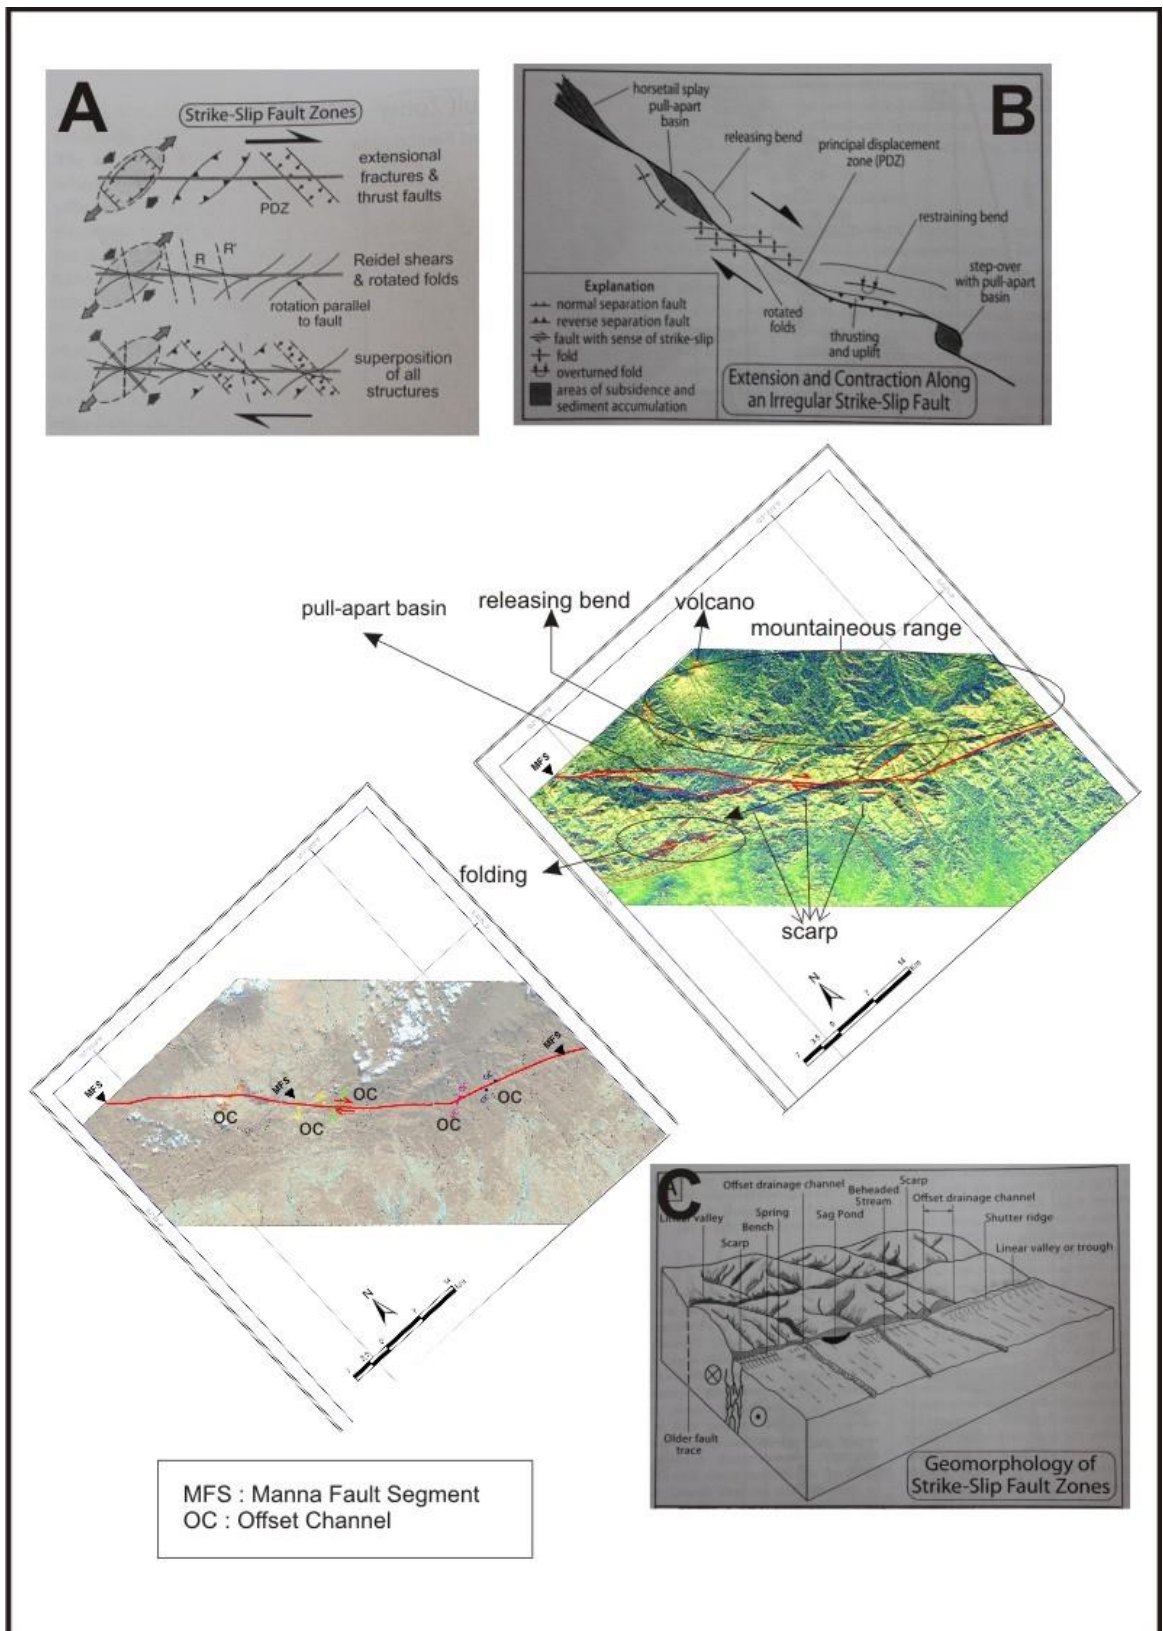 A
Strike-Slip Fault Zones
extensional
fractures &
thrust faults
PDZ
R
R'
Reidel shears
& rotated folds
rotation parallel
to fault
superposition
of all
structures
B
horsetail splay
pull-apart
basin
releasing bend
principal displacement
zone (PDZ)
restraining bend
step-over
with pull-apart
basin
rotated
folds
thrusting
and uplift
Explanation
normal separation fault
reverse separation fault
fault with sense of strike-slip
fold
overturned fold
areas of subsidence and
sediment accumulation
Extension and Contraction Along
an Irregular Strike-Slip Fault
pull-apart basin
releasing bend
volcano
mountaineous range
MFS
folding
scarp
N
7 3.5 0 7 14
Km
MFS
MFS
MFS
OC
OC
OC
OC
OC
N
C
Offset drainage channel
Beheaded
Stream
Scarp
Offset drainage channel
Linear valley
Spring
Bench
Sag Pond
Shutter ridge
Scarp
Linear valley or trough
Older fault
trace
Geomorphology of
Strike-Slip Fault Zones
MFS : Manna Fault Segment
OC : Offset Channel